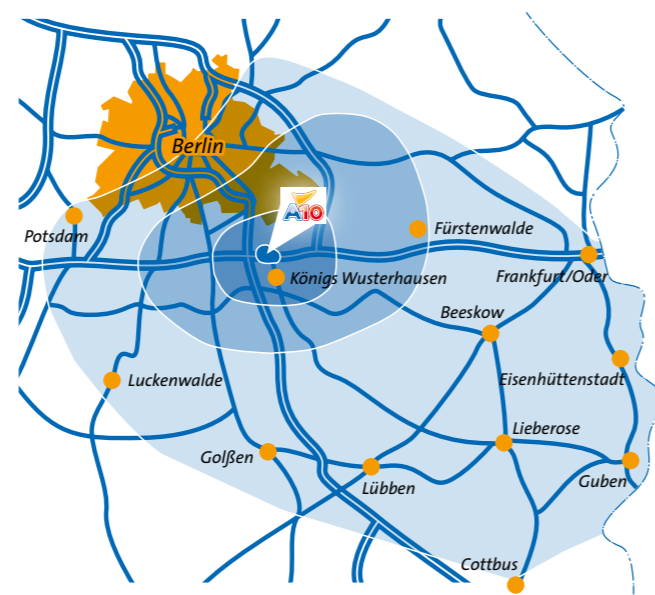 Berlin
A10
Potsdam
Fürstenwalde
Königs Wusterhausen
Frankfurt/Oder
Beeskow
Luckenwalde
Eisenhüttenstadt
Lieberose
Golßen
Lübben
Guben
Cottbus